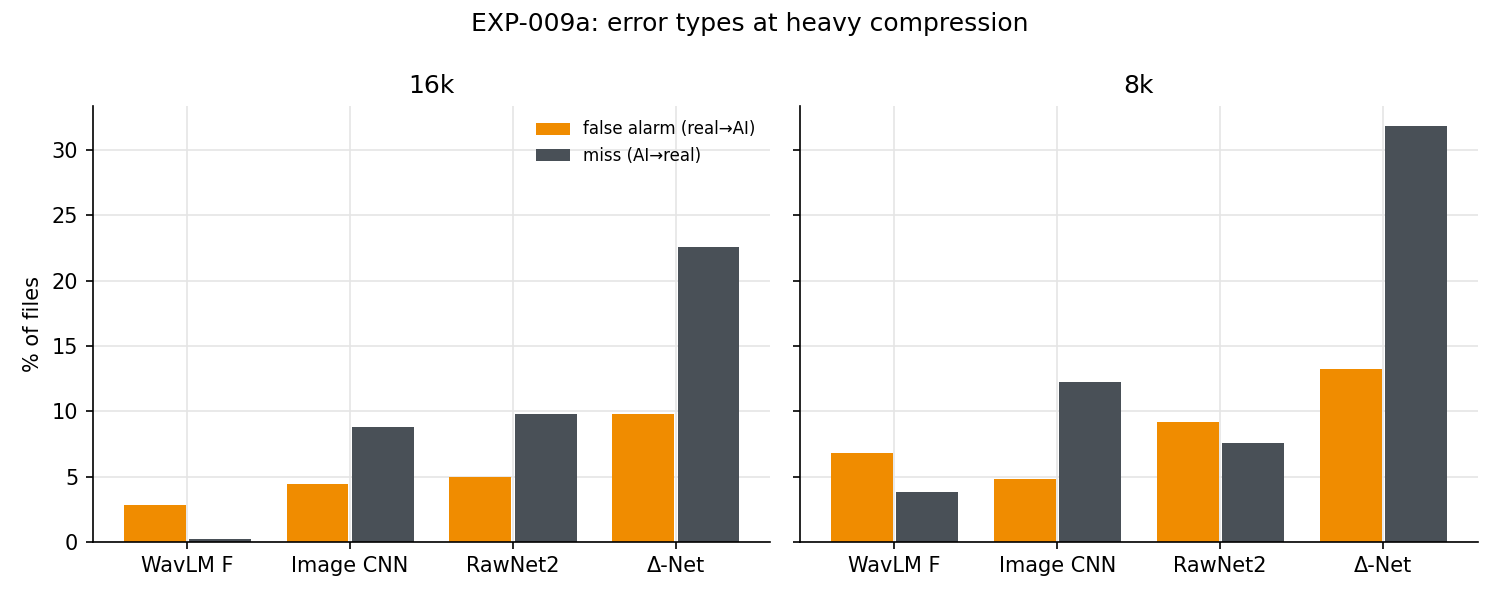 EXP-009a: error types at heavy compression
16k
false alarm (real→AI)
miss (AI→real)
% of files
30
25
20
15
10
5
0
WavLM F Image CNN RawNet2 Δ-Net
8k
WavLM F Image CNN RawNet2 Δ-Net